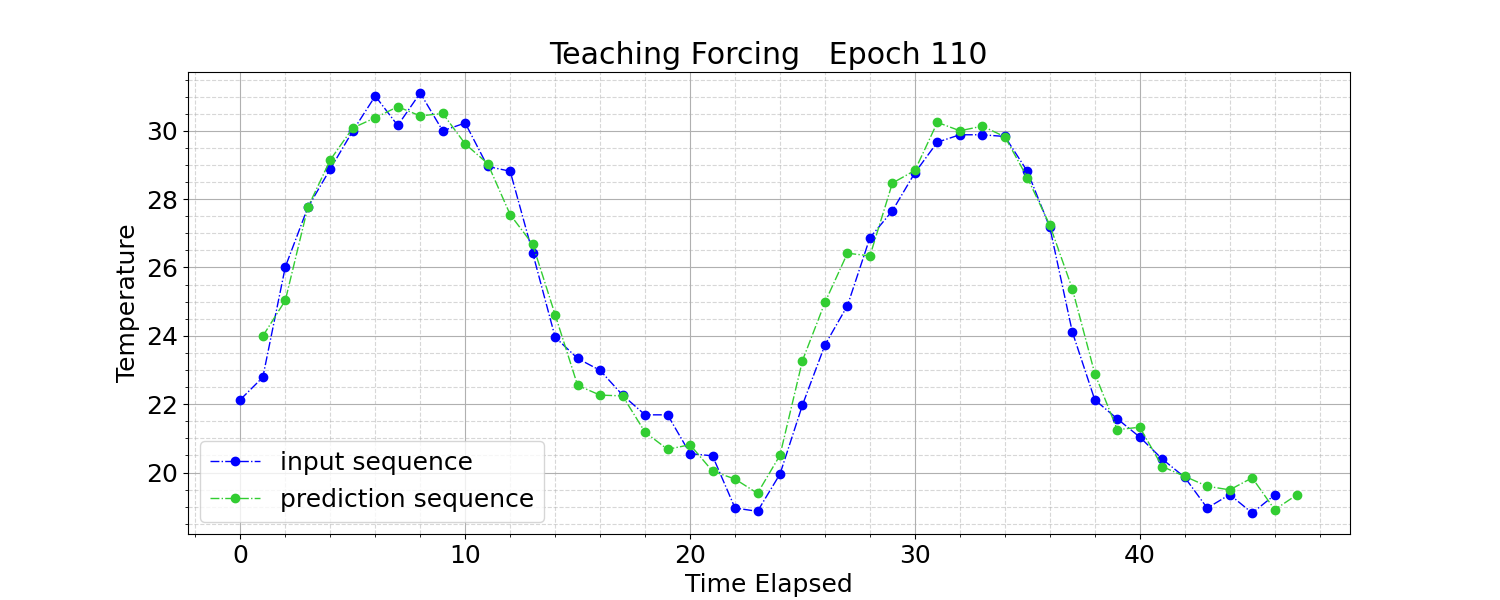 Teaching Forcing   Epoch 110
Temperature
30
28
26
24
22
20
input sequence
prediction sequence
0 10 20 30 40
Time Elapsed